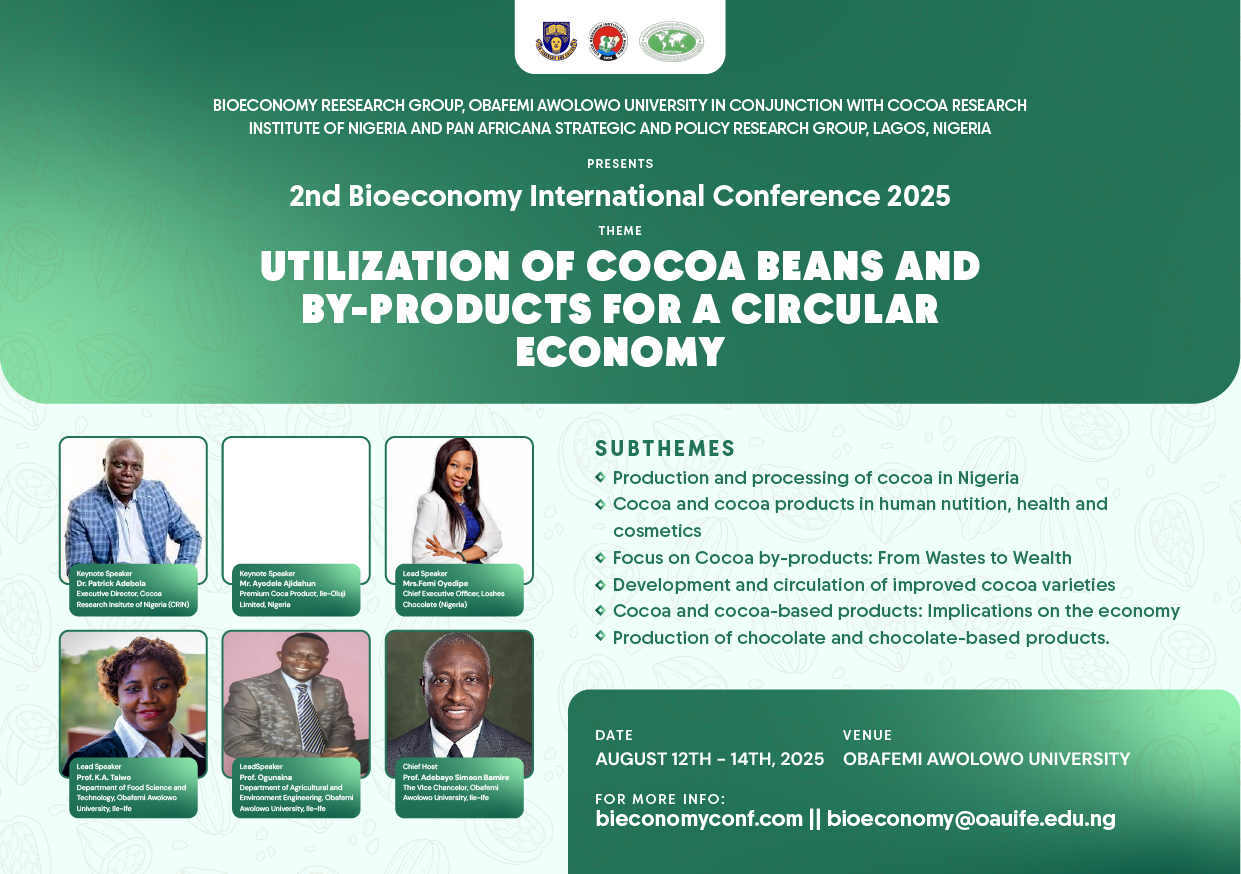 BIOECONOMY REESEARCH GROUP, OBAFEMI AWOLOWO UNIVERSITY IN CONJUNCTION WITH COCOA RESEARCH
INSTITUTE OF NIGERIA AND PAN AFRICANA STRATEGIC AND POLICY RESEARCH GROUP, LAGOS, NIGERIA
PRESENTS
2nd Bioeconomy International Conference 2025
THEME
UTILIZATION OF COCOA BEANS AND
BY-PRODUCTS FOR A CIRCULAR
ECONOMY
Keynote Speaker
Dr. Patrick Adebola
Executive Director, Cocoa
Research Insitute of Nigeria (CRIN)
Keynote Speaker
Mr. Ayodele Ajidahun
Premium Coca Product, Ile-Oluji
Limited, Nigeria
Lead Speaker
Mrs.Femi Oyedipe
Chief Executive Officer, Loshes
Chocolate (Nigeria)
Lead Speaker
Prof. K.A. Taiwo
Department of Food Science and
Technology, Obafemi Awolowo
University, Ile-Ife
LeadSpeaker
Prof. Ogunsina
Department of Agricultural and
Environment Engineering, Obafemi
Awolowo University, Ile-Ife
Chief Host
Prof. Adebayo Simeon Bamire
The Vice Chancelor, Obafemi
Awolowo University, Ile-Ife
SUBTHEMES
Production and processing of cocoa in Nigeria
Cocoa and cocoa products in human nutition, health and
cosmetics
Focus on Cocoa by-products: From Wastes to Wealth
Development and circulation of improved cocoa varieties
Cocoa and cocoa-based products: Implications on the economy
Production of chocolate and chocolate-based products.
DATE
AUGUST 12TH - 14TH, 2025
VENUE
OBAFEMI AWOLOWO UNIVERSITY
FOR MORE INFO:
bieconomyconf.com || bioeconomy@oauife.edu.ng